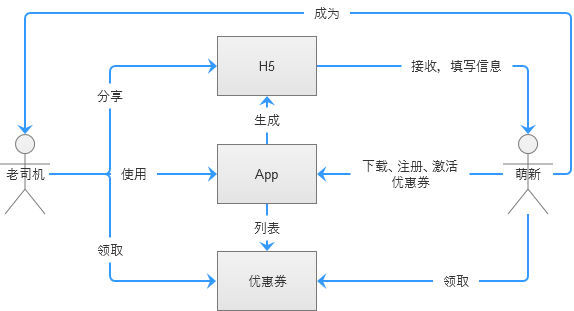 成为
H5
接收，填写信息
分享
生成
老司机
使用
App
下载、注册、激活
优惠券
萌新
列表
领取
优惠券
领取